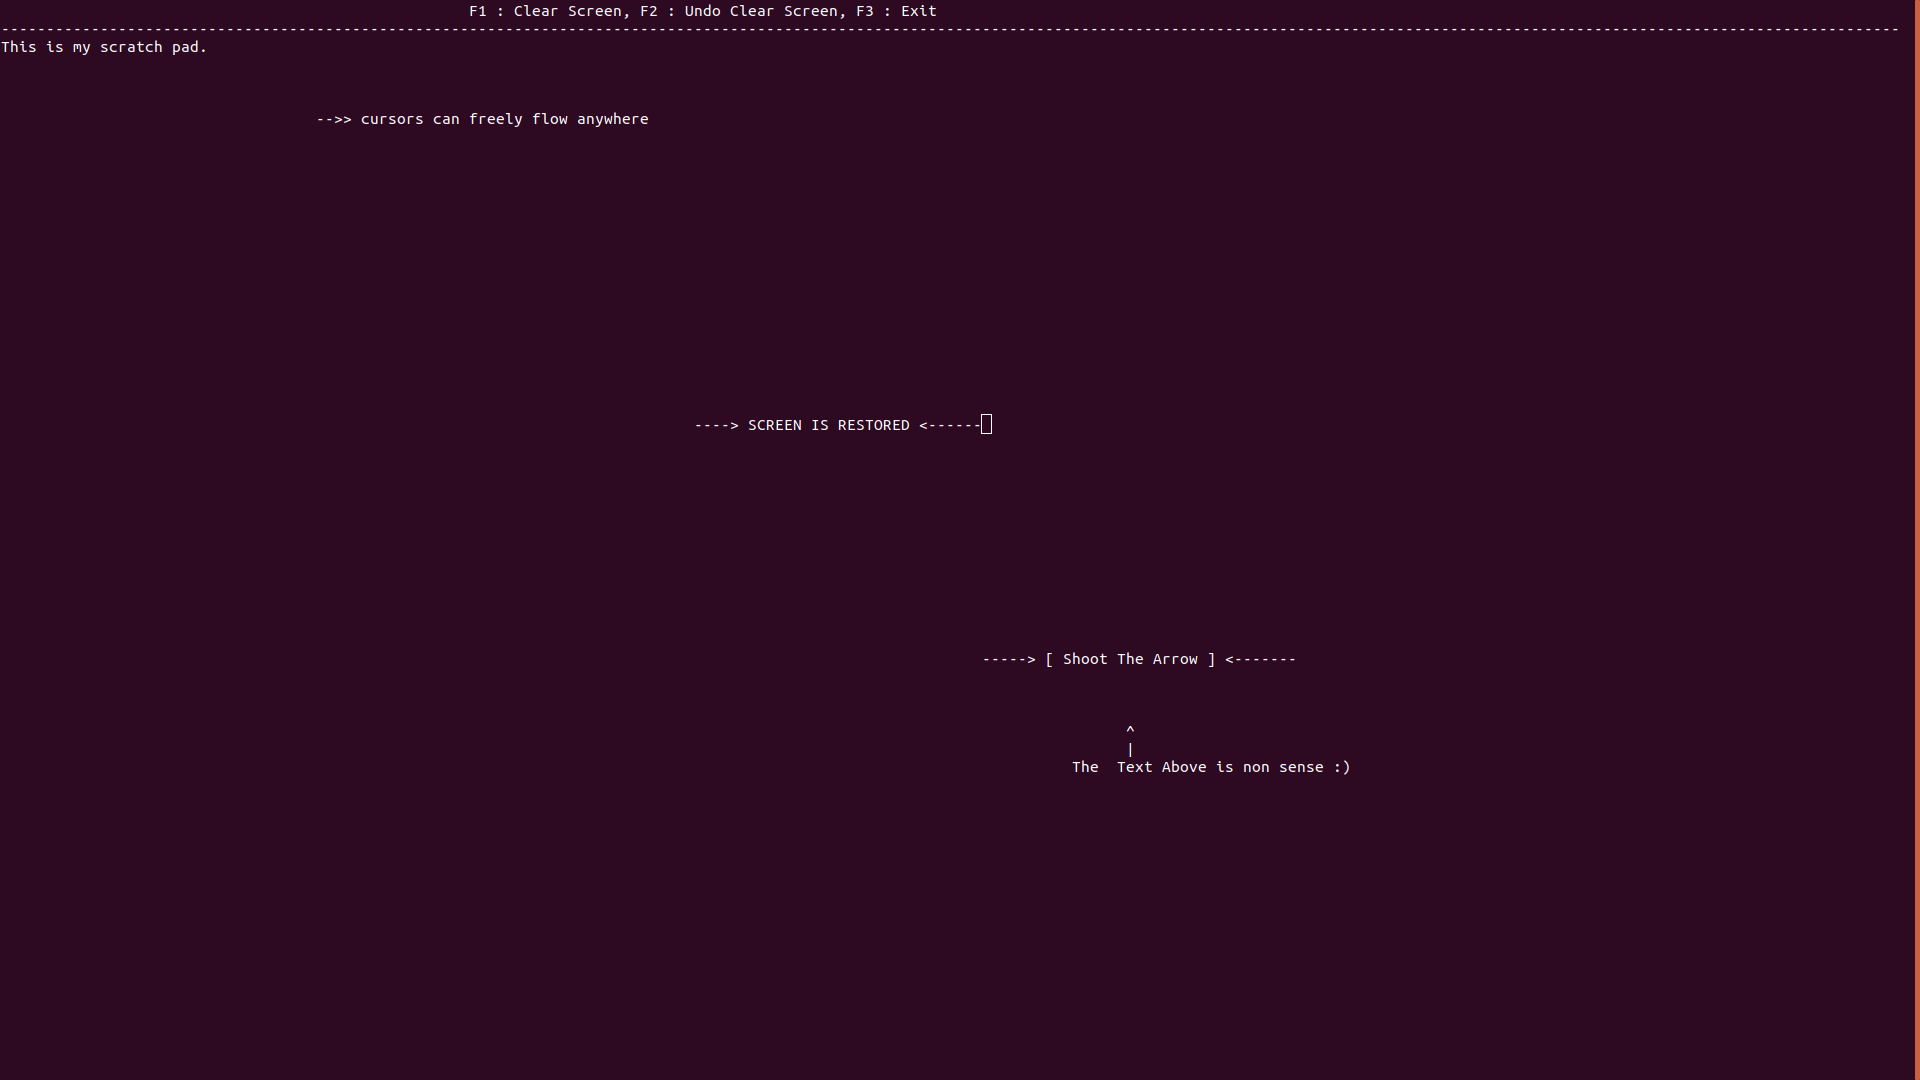 F1 : Clear Screen, F2 : Undo Clear Screen, F3 : Exit
-------------------------------------------------------------------------------------------------------------------------------------------------------------------------------------------------------------------
This is my scratch pad.
-->> cursors can freely flow anywhere
----> SCREEN IS RESTORED <------
-----> [ Shoot The Arrow ] <-------
^
|
The  Text Above is non sense :)